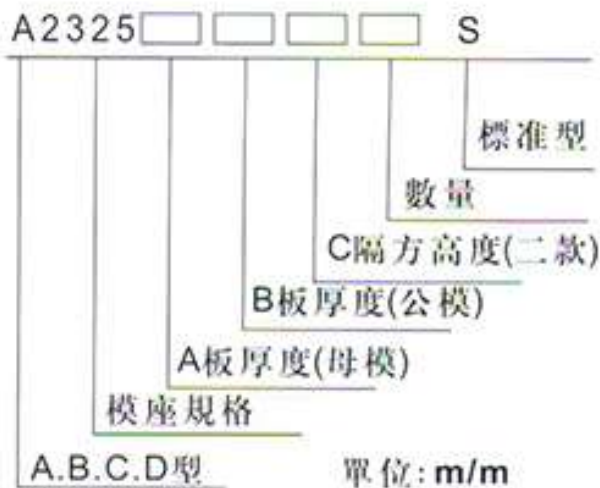 A2325 S
標准型
數量
C隔方高度(二款)
B板厚度(公模)
A板厚度(母模)
模座規格
A.B.C.D型 單位: m/m